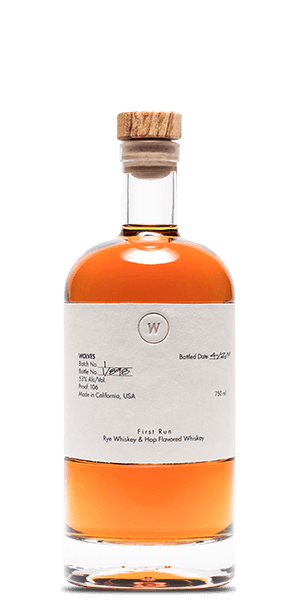 W
WOLVES
Batch No. 1
Bottle No.
53% Alc/Vol.
Proof: 106
Made in California, USA
Bottled Date:
750 ml
First Run
Rye Whiskey & Hop Flavored Whiskey